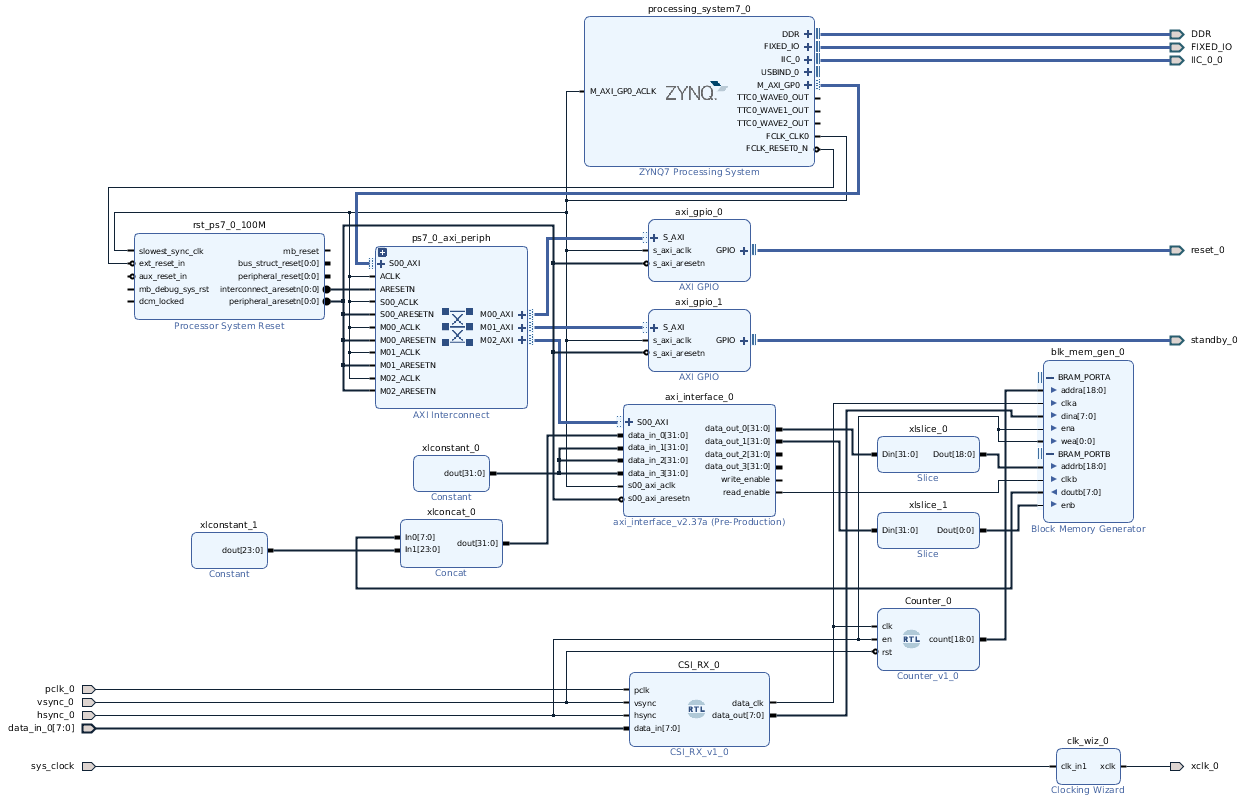 processing_system7_0
DDR
FIXED_IO
IIC_0
USBIND_0
M_AXI_GP0
TTC0_WAVE0_OUT
TTC0_WAVE1_OUT
TTC0_WAVE2_OUT
FCLK_CLK0
FCLK_RESET0_N
M_AXI_GP0_ACLK
ZYNQ
ZYNQ7 Processing System
DDR
FIXED_IO
IIC_0_0
rst_ps7_0_100M
slowest_sync_clk
ext_reset_in
aux_reset_in
mb_debug_sys_rst
dcm_locked
mb_reset
bus_struct_reset[0:0]
peripheral_reset[0:0]
interconnect_aresetn[0:0]
peripheral_aresetn[0:0]
Processor System Reset
ps7_0_axi_periph
S00_AXI
ACLK
ARESETN
S00_ACLK
S00_ARESETN
M00_ACLK
M00_ARESETN
M01_ACLK
M01_ARESETN
M02_ACLK
M02_ARESETN
M00_AXI
M01_AXI
M02_AXI
AXI Interconnect
axi_gpio_0
S_AXI
s_axi_aclk
s_axi_aresetn
GPIO
AXI GPIO
reset_0
axi_gpio_1
S_AXI
s_axi_aclk
s_axi_aresetn
GPIO
AXI GPIO
standby_0
axi_interface_0
S00_AXI
data_in_0[31:0]
data_in_1[31:0]
data_in_2[31:0]
data_in_3[31:0]
s00_axi_aclk
s00_axi_aresetn
data_out_0[31:0]
data_out_1[31:0]
data_out_2[31:0]
data_out_3[31:0]
write_enable
read_enable
axi_interface_v2.37a (Pre-Production)
blk_mem_gen_0
BRAM_PORTA
addra[18:0]
clka
dina[7:0]
ena
wea[0:0]
BRAM_PORTB
addrb[18:0]
clkb
doutb[7:0]
enb
Block Memory Generator
xlslice_0
Din[31:0]
Dout[18:0]
Slice
xlslice_1
Din[31:0]
Dout[0:0]
Slice
xlconstant_0
dout[31:0]
Constant
xlconcat_0
In0[7:0]
In1[23:0]
dout[31:0]
Concat
xlconstant_1
dout[23:0]
Constant
Counter_0
clk
en
rst
RTL
count[18:0]
Counter_v1_0
CSI_RX_0
pclk
vsync
hsync
data_in[7:0]
RTL
data_clk
data_out[7:0]
CSI_RX_v1_0
pclk_0
vsync_0
hsync_0
data_in_0[7:0]
sys_clock
clk_wiz_0
clk_in1
xclk
Clocking Wizard
xclk_0